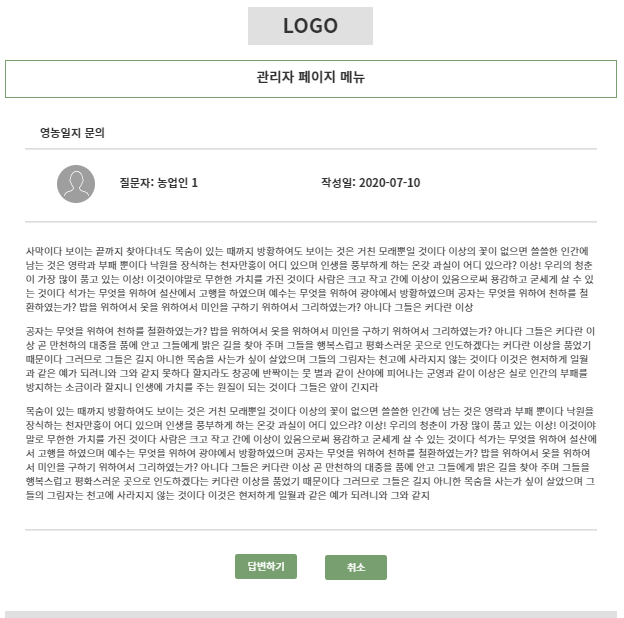 LOGO
관리자 페이지 메뉴
영농일지 문의
질문자: 농업인 1
작성일: 2020-07-10
사막이다 보이는 끝까지 찾아다녀도 목숨이 있는 때까지 방황하여도 보이는 것은 거친 모래뿐일 것이다 이상의 꽃이 없으면 쓸쓸한 인간에
남는 것은 영락과 부패 뿐이다 낙원을 장식하는 천자만홍이 어디 있으며 인생을 풍부하게 하는 온갖 과실이 어디 있으랴? 이상! 우리의 청춘
이 가장 많이 품고 있는 이상! 이것이야말로 무한한 가치를 가진 것이다 사람은 크고 작고 간에 이상이 있음으로써 용감하고 굳세게 살 수 있
는 것이다 석가는 무엇을 위하여 설산에서 고행을 하였으며 예수는 무엇을 위하여 광야에서 방황하였으며 공자는 무엇을 위하여 천하를 철
환하였는가? 밥을 위하여서 옷을 위하여서 미인을 구하기 위하여서 그리하였는가? 아니다 그들은 커다란 이상
공자는 무엇을 위하여 천하를 철환하였는가? 밥을 위하여서 옷을 위하여서 미인을 구하기 위하여서 그리하였는가? 아니다 그들은 커다란 이
상 곧 만천하의 대중을 품에 안고 그들에게 밝은 길을 찾아 주며 그들을 행복스럽고 평화스러운 곳으로 인도하겠다는 커다란 이상을 품었기
때문이다 그러므로 그들은 길지 아니한 목숨을 사는가 싶이 살았으며 그들의 그림자는 천고에 사라지지 않는 것이다 이것은 현저하게 일월
과 같은 예가 되려니와 그와 같지 못하다 할지라도 창공에 반짝이는 뭇 별과 같이 산야에 피어나는 군영과 같이 이상은 실로 인간의 부패를
방지하는 소금이라 할지니 인생에 가치를 주는 원질이 되는 것이다 그들은 앞이 긴지라
목숨이 있는 때까지 방황하여도 보이는 것은 거친 모래뿐일 것이다 이상의 꽃이 없으면 쓸쓸한 인간에 남는 것은 영락과 부패 뿐이다 낙원을
장식하는 천자만홍이 어디 있으며 인생을 풍부하게 하는 온갖 과실이 어디 있으랴? 이상! 우리의 청춘이 가장 많이 품고 있는 이상! 이것이야
말로 무한한 가치를 가진 것이다 사람은 크고 작고 간에 이상이 있음으로써 용감하고 굳세게 살 수 있는 것이다 석가는 무엇을 위하여 설산에
서 고행을 하였으며 예수는 무엇을 위하여 광야에서 방황하였으며 공자는 무엇을 위하여 천하를 철환하였는가? 밥을 위하여서 옷을 위하여
서 미인을 구하기 위하여서 그리하였는가? 아니다 그들은 커다란 이상 곧 만천하의 대중을 품에 안고 그들에게 밝은 길을 찾아 주며 그들을
행복스럽고 평화스러운 곳으로 인도하겠다는 커다란 이상을 품었기 때문이다 그러므로 그들은 길지 아니한 목숨을 사는가 싶이 살았으며 그
들의 그림자는 천고에 사라지지 않는 것이다 이것은 현저하게 일월과 같은 예가 되려니와 그와 같지
답변하기
취소